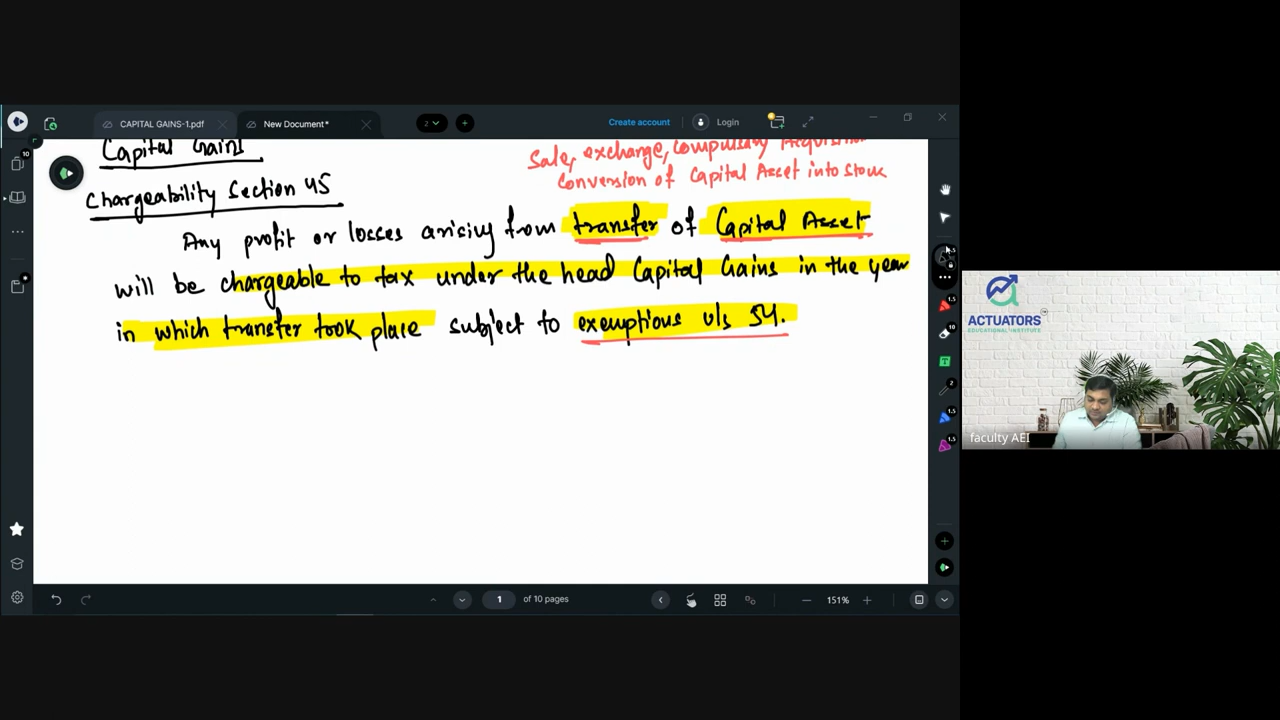 CAPITAL GAINS-1.pdf
New Document*
2
Create account
Login
Capital Gains
Sale, exchange, Compulsory Acquisition
Conversion of Capital Asset into stock
Chargeability Section 45
Any profit or losses arising from transfer of Capital Asset
will be chargeable to tax under the head Capital Gains in the year
in which transfer took place subject to exemptions u/s 54.
1 of 10 pages
151%
ACTUATORS
EDUCATIONAL INSTITUTE
faculty AEI